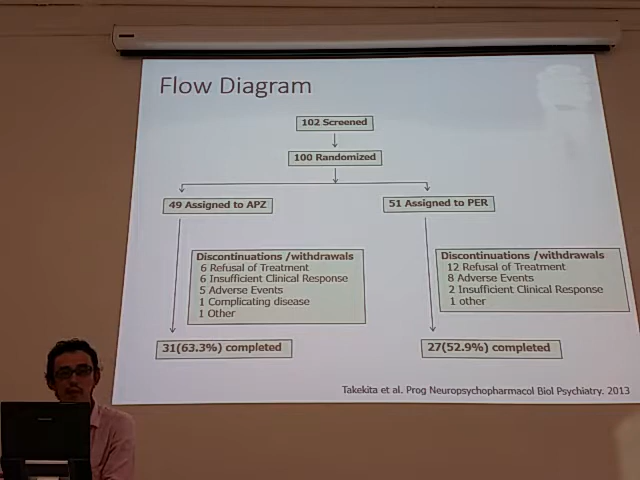 Flow Diagram
102 Screened
100 Randomized
49 Assigned to APZ
51 Assigned to PER
Discontinuations /withdrawals
6 Refusal of Treatment
6 Insufficient Clinical Response
5 Adverse Events
1 Complicating disease
1 Other
Discontinuations /withdrawals
12 Refusal of Treatment
8 Adverse Events
2 Insufficient Clinical Response
1 other
31(63.3%) completed
27(52.9%) completed
Takekita et al. Prog Neuropsychopharmacol Biol Psychiatry. 2013